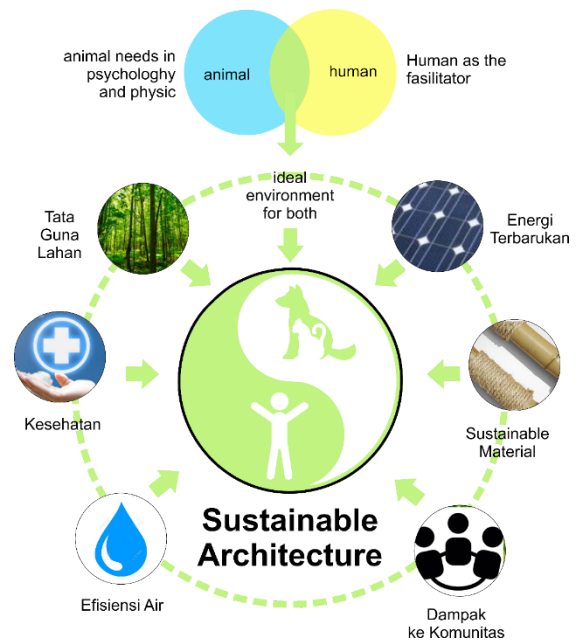 animal needs in
psychologhy
and physic
animal
human
Human as the
fasilitator
ideal
environment
for both
Tata
Guna
Lahan
Energi
Terbarukan
Kesehatan
Sustainable
Material
Sustainable
Architecture
Efisiensi Air
Dampak
ke Komunitas